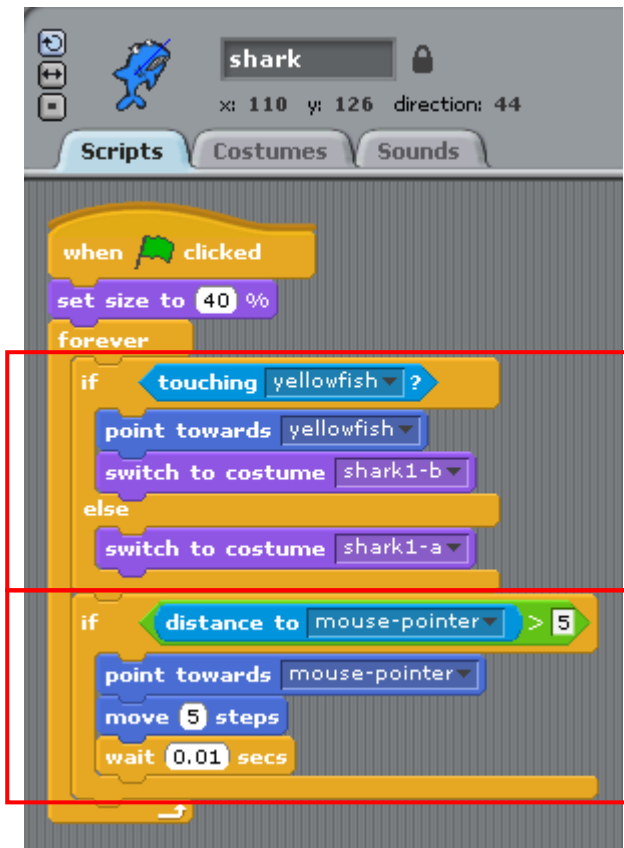 shark
x: 110 y: 126 direction: 44
Scripts Costumes Sounds
when clicked
set size to 40 %
forever
if touching yellowfish ?
point towards yellowfish
switch to costume shark1-b
else
switch to costume shark1-a
if distance to mouse-pointer > 5
point towards mouse-pointer
move 5 steps
wait 0.01 secs